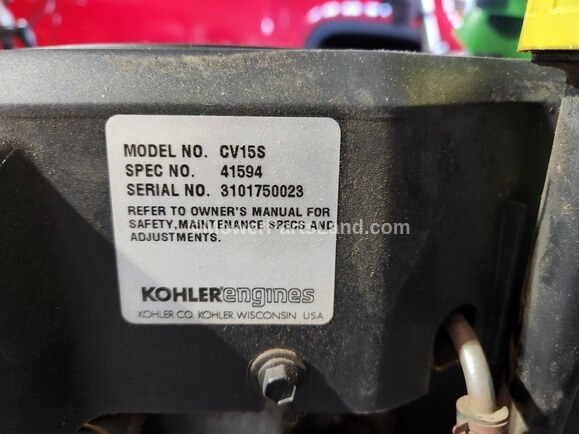 MODEL NO. CV15S
SPEC NO. 41594
SERIAL NO. 3101750023
REFER TO OWNER'S MANUAL FOR
SAFETY,MAINTENANCE SPECS AND
ADJUSTMENTS.
KOHLER engines
KOHLER CO. KOHLER, WISCONSIN USA